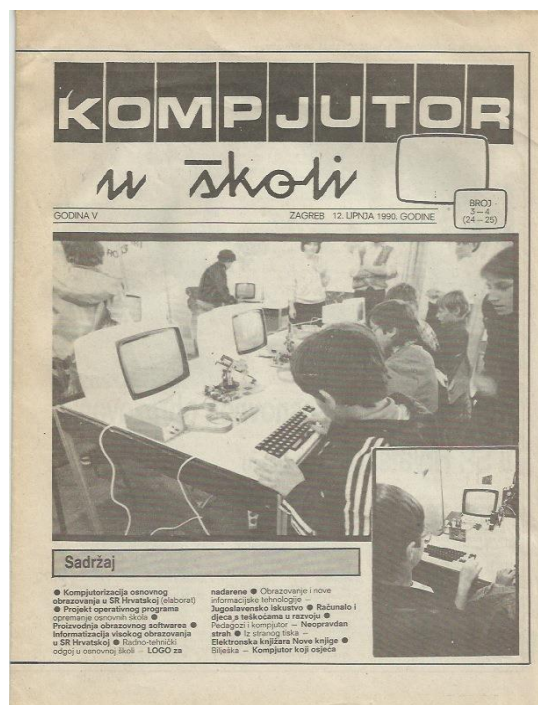 KOMPJUTOR
u školi
BROJ
3 – 4
(24 – 25)
GODINA V ZAGREB 12. LIPNJA 1990. GODINE
Sadržaj
● Kompjutorizacija osnovnog
obrazovanja u SR Hrvatskoj (elaborat)
● Projekt operativnog programa
opremanje osnovnih škola ●
Proizvodnja obrazovnog softwarea ●
Informatizacija visokog obrazovanja
u SR Hrvatskoj ● Radno-tehnički
odgoj u osnovnoj školi – LOGO za
nadarene ● Obrazovanje i nove
informacijske tehnologije –
Jugoslavensko iskustvo ● Računalo i
djeca s teškoćama u razvoju ●
Pedagozi i kompjutor – Neopravdan
strah ● Iz stranog tiska –
Elektronska knjižara Nove knjige ●
Bilješka – Kompjutor koji osjeća